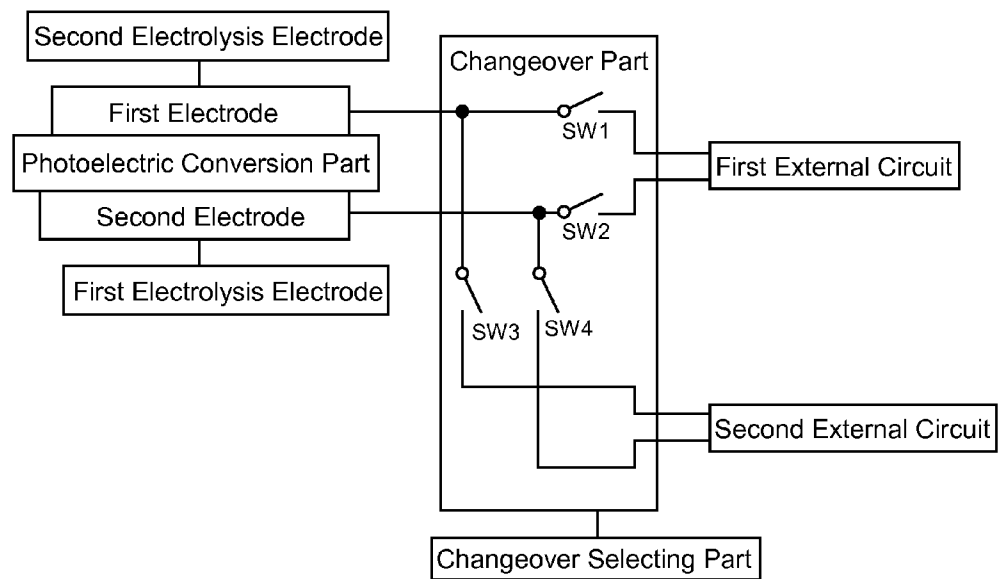 Second Electrolysis Electrode
Changeover Part
First Electrode
SW1
Photoelectric Conversion Part
First External Circuit
Second Electrode
SW2
First Electrolysis Electrode
SW3
SW4
Second External Circuit
Changeover Selecting Part